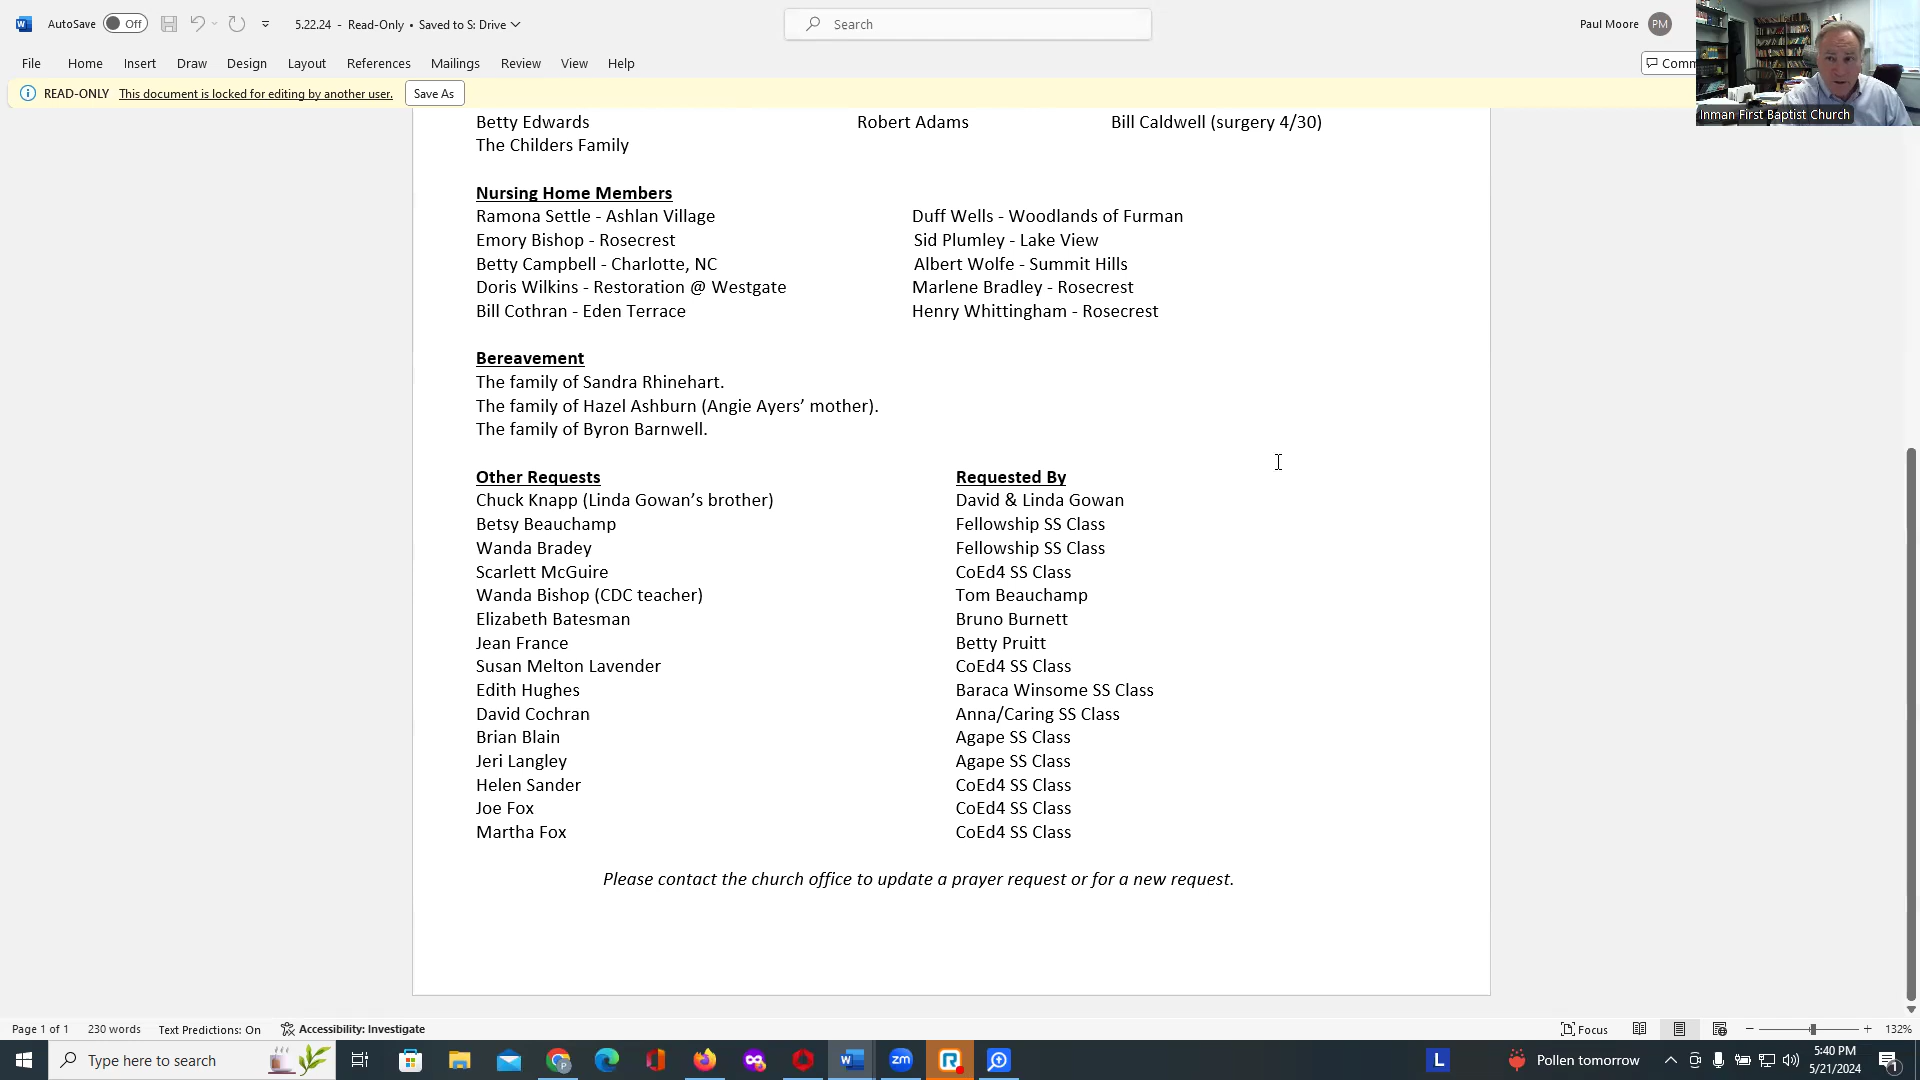 AutoSave Off 5.22.24 - Read-Only • Saved to S: Drive Search Paul Moore PM
File Home Insert Draw Design Layout References Mailings Review View Help
READ-ONLY This document is locked for editing by another user. Save As
Inman First Baptist Church
Betty Edwards Robert Adams Bill Caldwell (surgery 4/30)
The Childers Family
Nursing Home Members
Ramona Settle - Ashlan Village Duff Wells - Woodlands of Furman
Emory Bishop - Rosecrest Sid Plumley - Lake View
Betty Campbell - Charlotte, NC Albert Wolfe - Summit Hills
Doris Wilkins - Restoration @ Westgate Marlene Bradley - Rosecrest
Bill Cothran - Eden Terrace Henry Whittingham - Rosecrest
Bereavement
The family of Sandra Rhinehart.
The family of Hazel Ashburn (Angie Ayers’ mother).
The family of Byron Barnwell.
Other Requests Requested By
Chuck Knapp (Linda Gowan’s brother) David & Linda Gowan
Betsy Beauchamp Fellowship SS Class
Wanda Bradey Fellowship SS Class
Scarlett McGuire CoEd4 SS Class
Wanda Bishop (CDC teacher) Tom Beauchamp
Elizabeth Batesman Bruno Burnett
Jean France Betty Pruitt
Susan Melton Lavender CoEd4 SS Class
Edith Hughes Baraca Winsome SS Class
David Cochran Anna/Caring SS Class
Brian Blain Agape SS Class
Jeri Langley Agape SS Class
Helen Sander CoEd4 SS Class
Joe Fox CoEd4 SS Class
Martha Fox CoEd4 SS Class
Please contact the church office to update a prayer request or for a new request.
Page 1 of 1 230 words Text Predictions: On Accessibility: Investigate Focus 132%
Type here to search zm L Pollen tomorrow 5:40 PM
5/21/2024